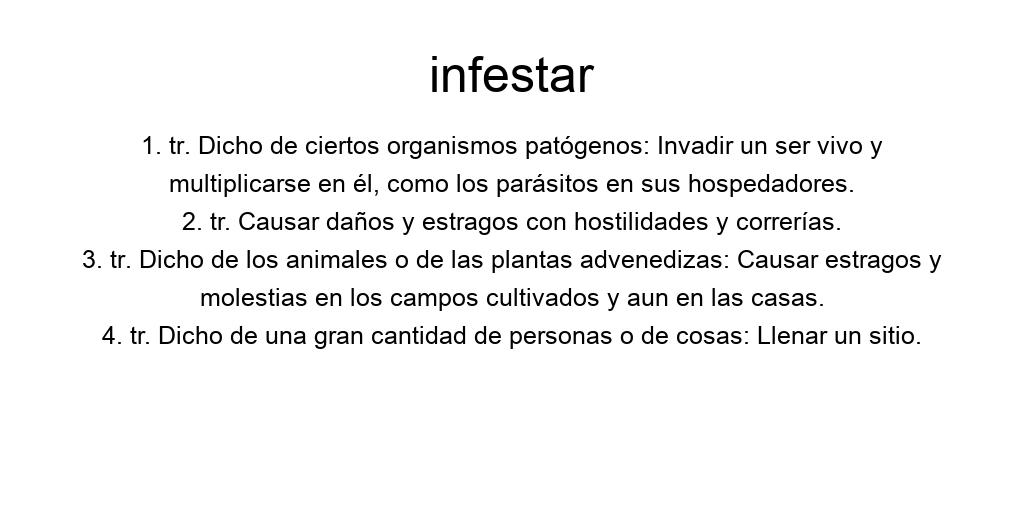 infestar
1. tr. Dicho de ciertos organismos patógenos: Invadir un ser vivo y
multiplicarse en él, como los parásitos en sus hospedadores.
2. tr. Causar daños y estragos con hostilidades y correrías.
3. tr. Dicho de los animales o de las plantas advenedizas: Causar estragos y
molestias en los campos cultivados y aun en las casas.
4. tr. Dicho de una gran cantidad de personas o de cosas: Llenar un sitio.